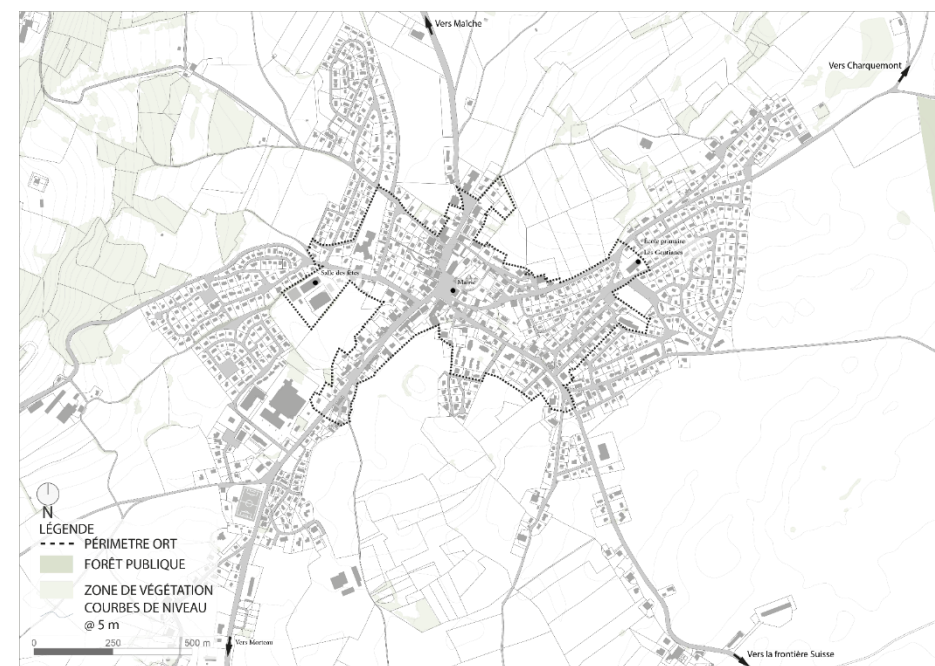 Vers Maîche
Vers Charquemont
École primaire
Les Gentianes
Salle des fêtes
Mairie
N
LÉGENDE
PÉRIMETRE ORT
FORÊT PUBLIQUE
ZONE DE VÉGÉTATION
COURBES DE NIVEAU
@ 5 m
0 250 500 m
Vers Morteau
Vers la frontière Suisse